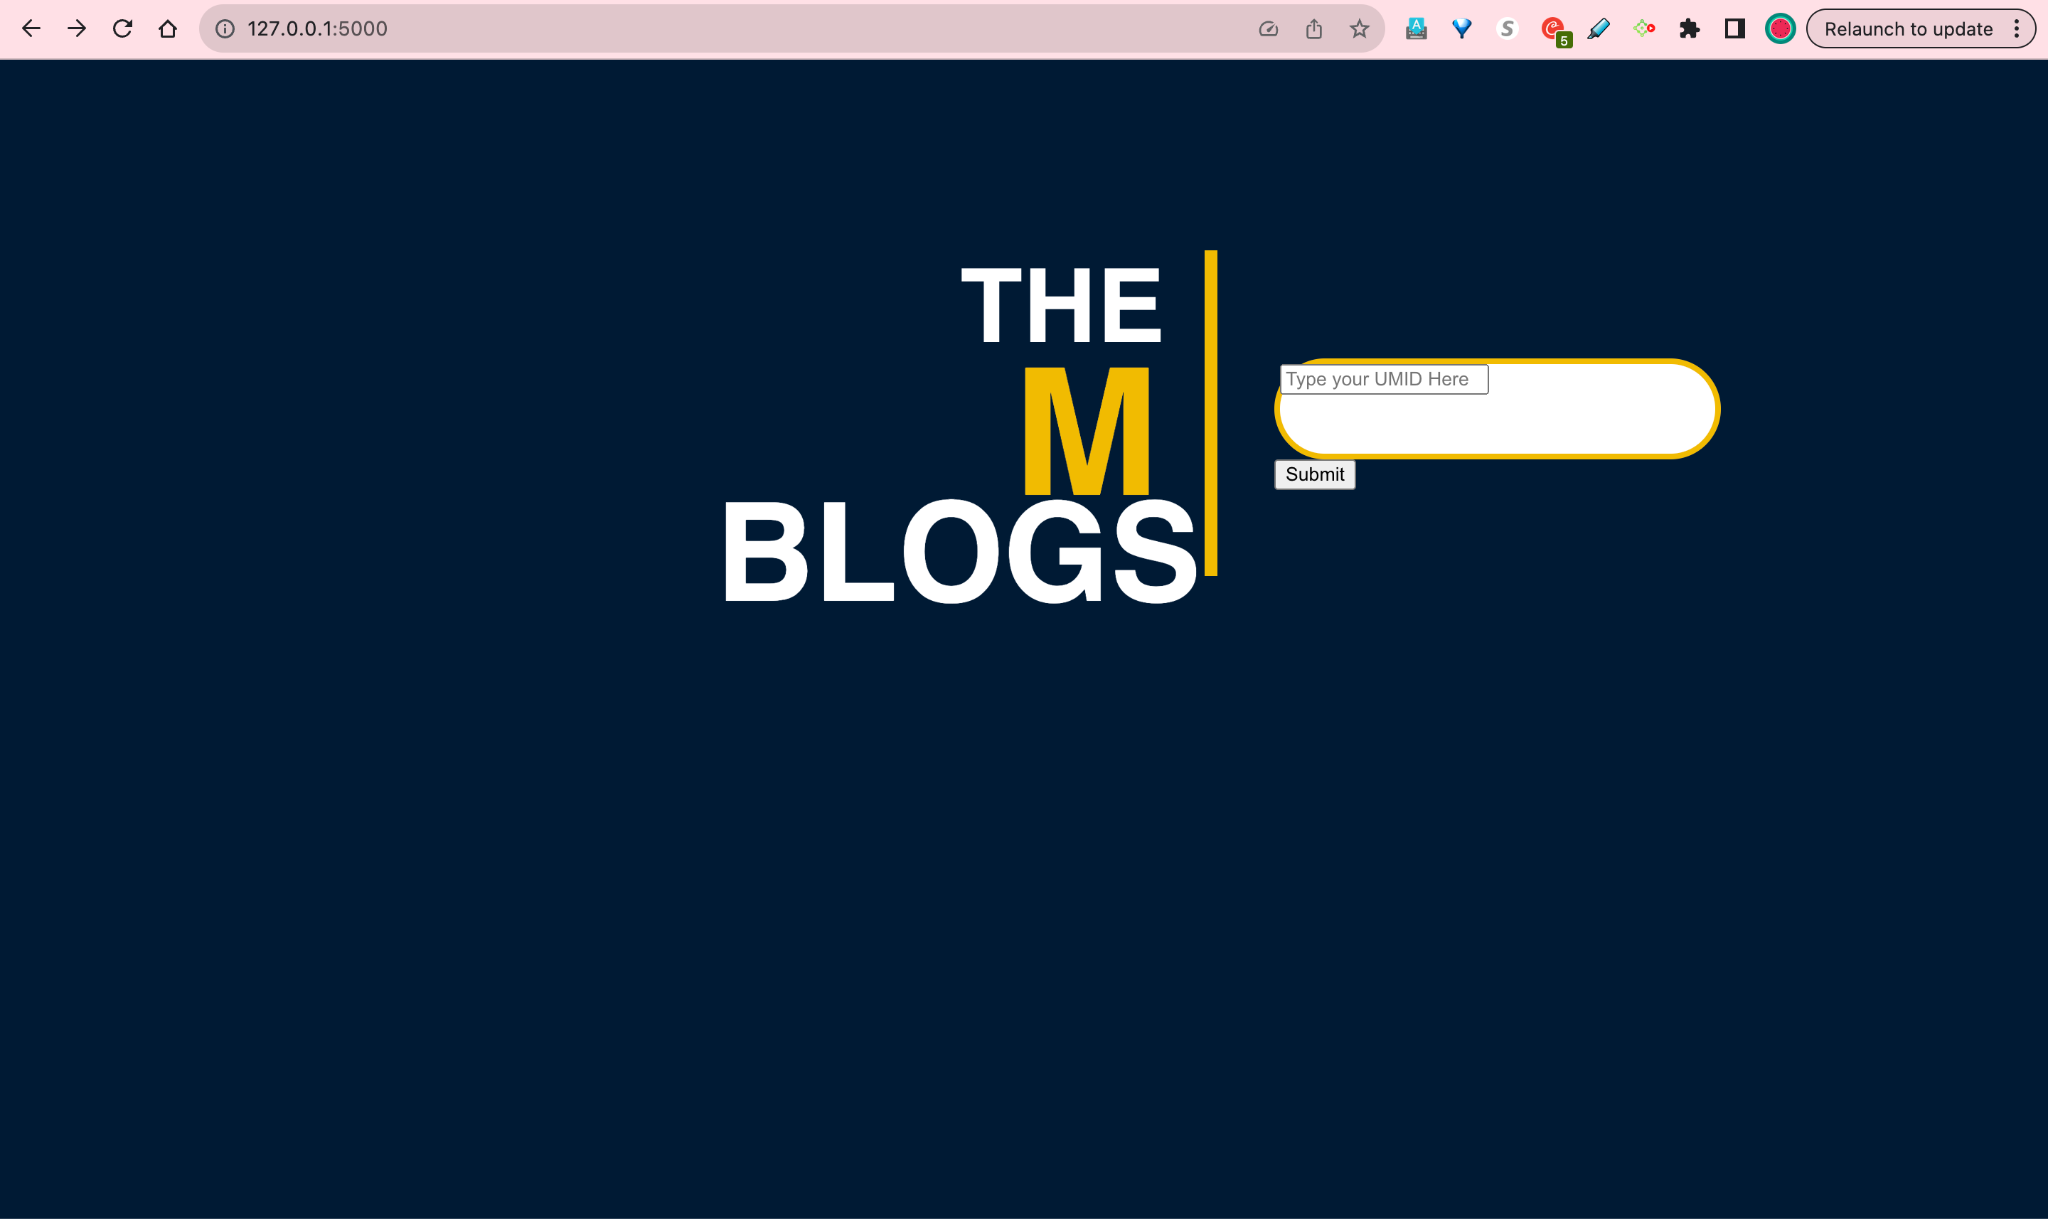 127.0.0.1:5000
5
Relaunch to update
THE
M
BLOGS
Type your UMID Here
Submit